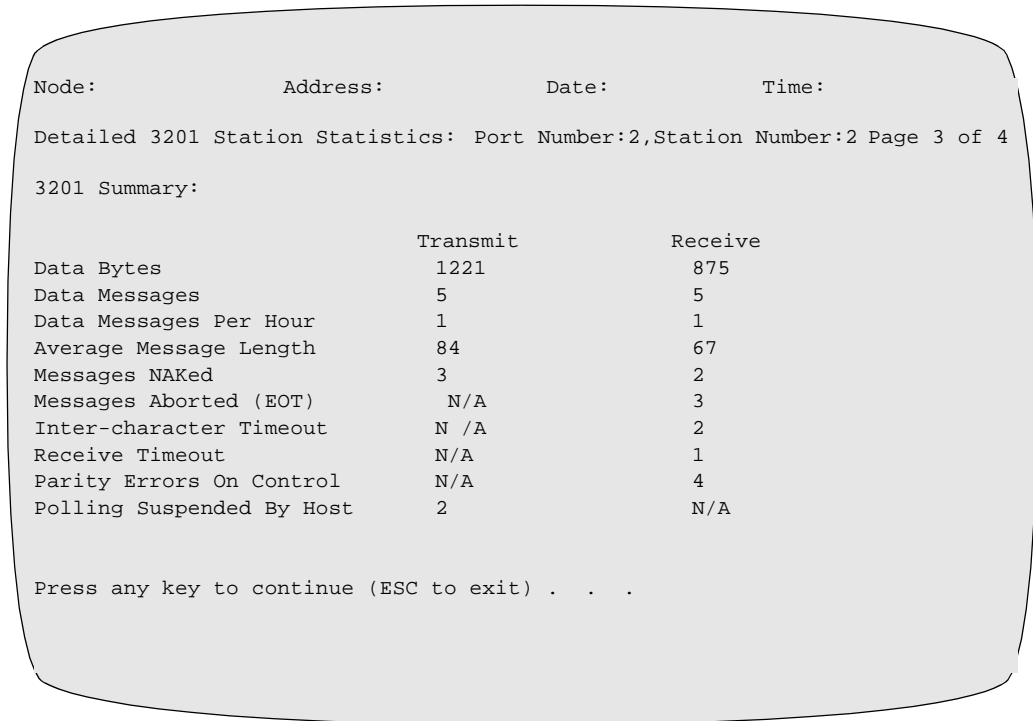 Node: Address: Date: Time:
Detailed 3201 Station Statistics: Port Number:2,Station Number:2 Page 3 of 4
3201 Summary:
Transmit Receive
Data Bytes 1221 875
Data Messages 5 5
Data Messages Per Hour 1 1
Average Message Length 84 67
Messages NAKed 3 2
Messages Aborted (EOT) N/A 3
Inter-character Timeout N /A 2
Receive Timeout N/A 1
Parity Errors On Control N/A 4
Polling Suspended By Host 2 N/A
Press any key to continue (ESC to exit) . . .